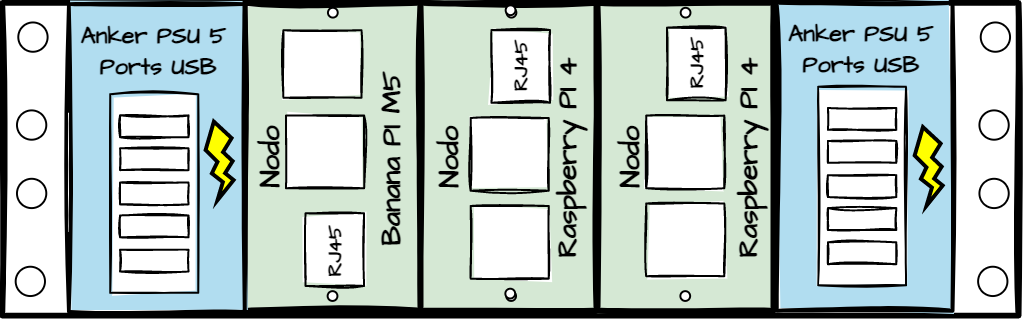 Anker PSU 5
Ports USB
Nodo
Banana PI M5
RJ45
Nodo
Raspberry PI 4
RJ45
Nodo
Raspberry PI 4
RJ45
Anker PSU 5
Ports USB